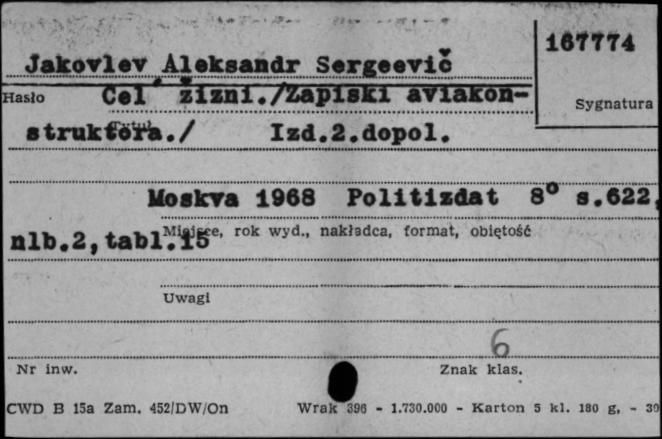 167774
Jakovlev Aleksandr Sergeevič
Hasło Cel' žizni./Zapiski aviakon-
Sygnatura
struktora./ Izd.2.dopol.
Moskva 1968 Politizdat 8° s.622,
nlb.2,tabl.15 Miejsce, rok wyd., nakładca, format, obiętość
Uwagi
6
Nr inw. Znak klas.
CWD B 15a Zam. 452/DW/On Wrak 396 - 1.730.000 - Karton 5 kl. 180 g, - 30